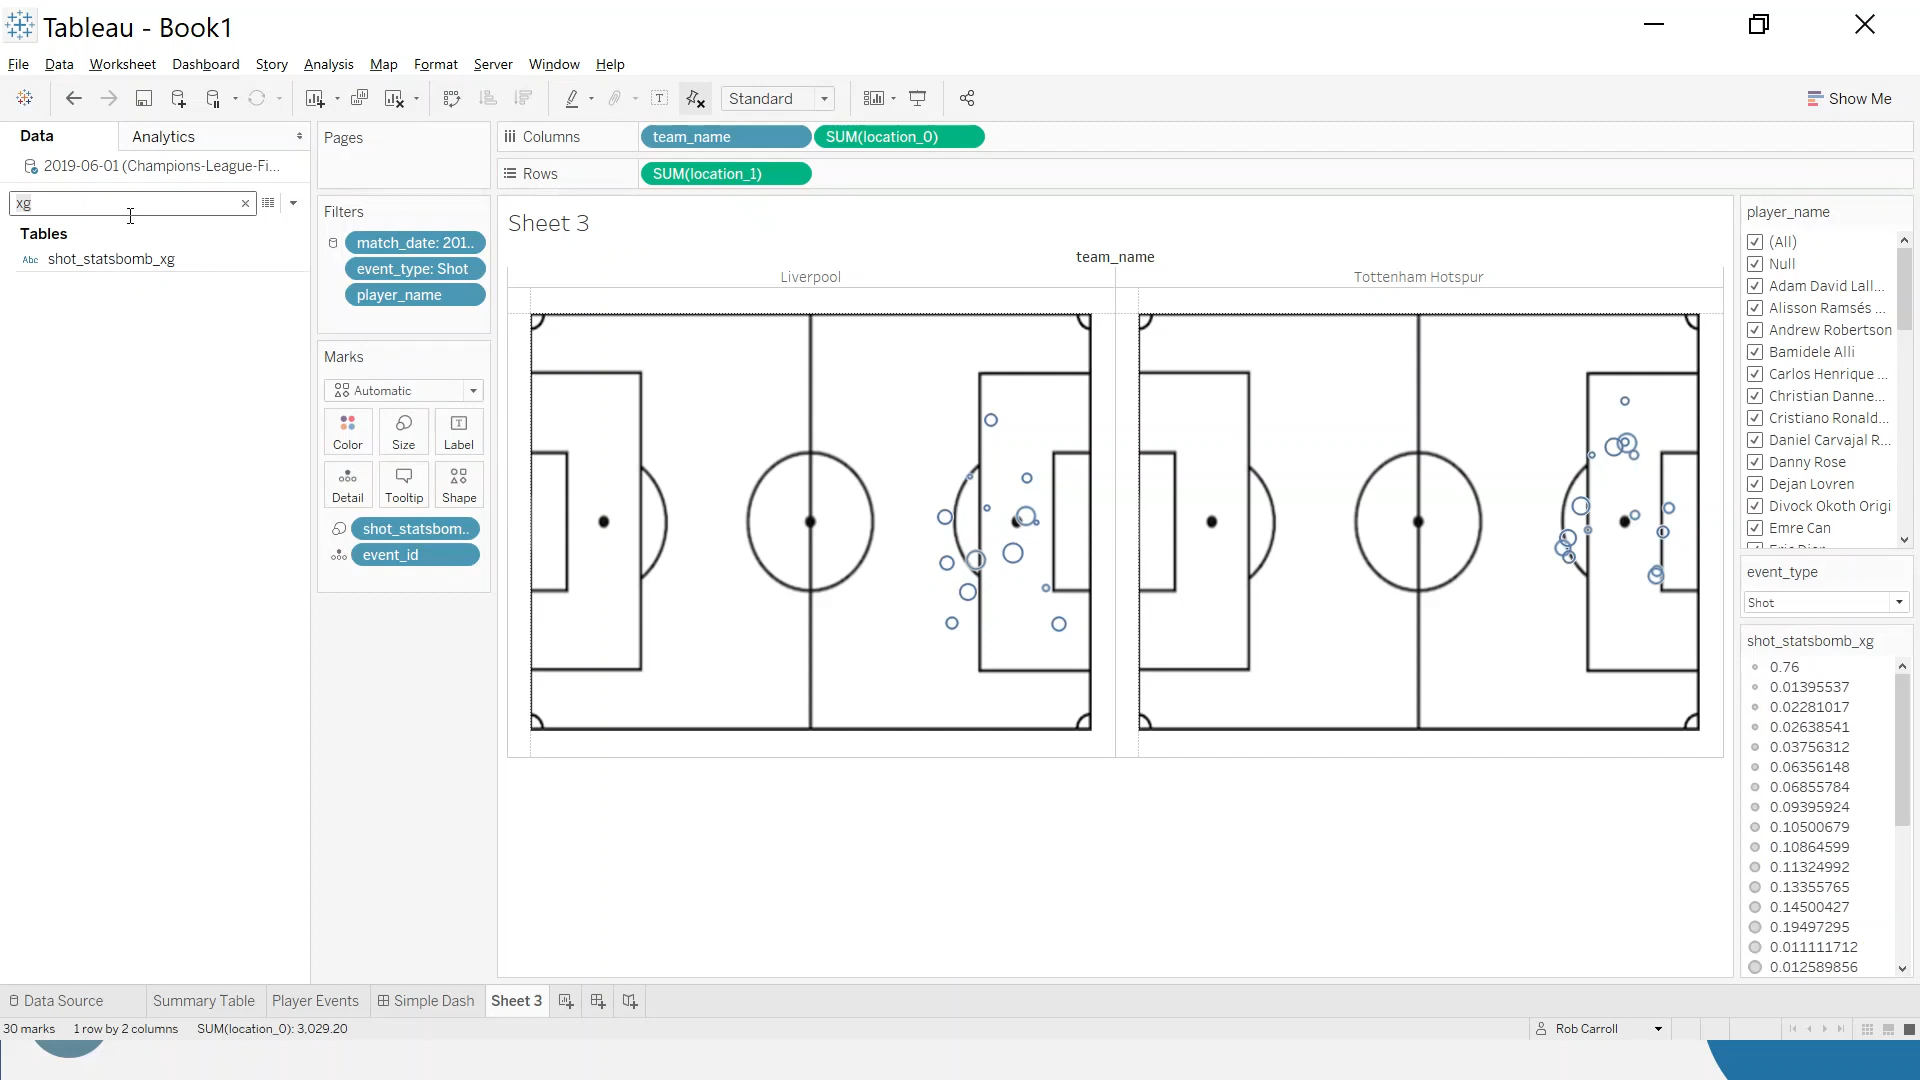 Tableau - Book1
File Data Worksheet Dashboard Story Analysis Map Format Server Window Help
Standard
Show Me
Data
Analytics
2019-06-01 (Champions-League-Fi...
xg
Tables
Abc shot_statsbomb_xg
Pages
Filters
match_date: 201..
event_type: Shot
player_name
Marks
Automatic
Color Size Label
Detail Tooltip Shape
shot_statsbom..
event_id
Columns team_name SUM(location_0)
Rows SUM(location_1)
Sheet 3
team_name
Liverpool Tottenham Hotspur
player_name
(All)
Null
Adam David Lall...
Alisson Ramsés ...
Andrew Robertson
Bamidele Alli
Carlos Henrique ...
Christian Danne...
Cristiano Ronald...
Daniel Carvajal R...
Danny Rose
Dejan Lovren
Divock Okoth Origi
Emre Can
event_type
Shot
shot_statsbomb_xg
0.76
0.01395537
0.02281017
0.02638541
0.03756312
0.06356148
0.06855784
0.09395924
0.10500679
0.10864599
0.11324992
0.13355765
0.14500427
0.19497295
0.011111712
0.012589856
Data Source Summary Table Player Events Simple Dash Sheet 3
30 marks 1 row by 2 columns SUM(location_0): 3,029.20
Rob Carroll